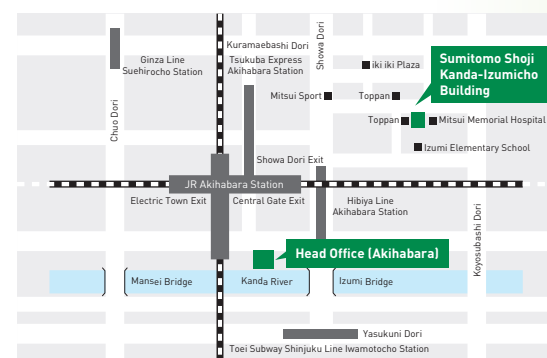 Kuramaebashi Dori
Ginza Line
Suehirocho Station
Tsukuba Express
Akihabara Station
Showa Dori
iki iki Plaza
Sumitomo Shoji
Kanda-Izumicho
Building
Mitsui Sport
Toppan
Chuo Dori
Toppan
Mitsui Memorial Hospital
Izumi Elementary School
Showa Dori Exit
JR Akihabara Station
Electric Town Exit
Central Gate Exit
Hibiya Line
Akihabara Station
Koyosubashi Dori
Head Office (Akihabara)
Mansei Bridge
Kanda River
Izumi Bridge
Yasukuni Dori
Toei Subway Shinjuku Line Iwamotocho Station